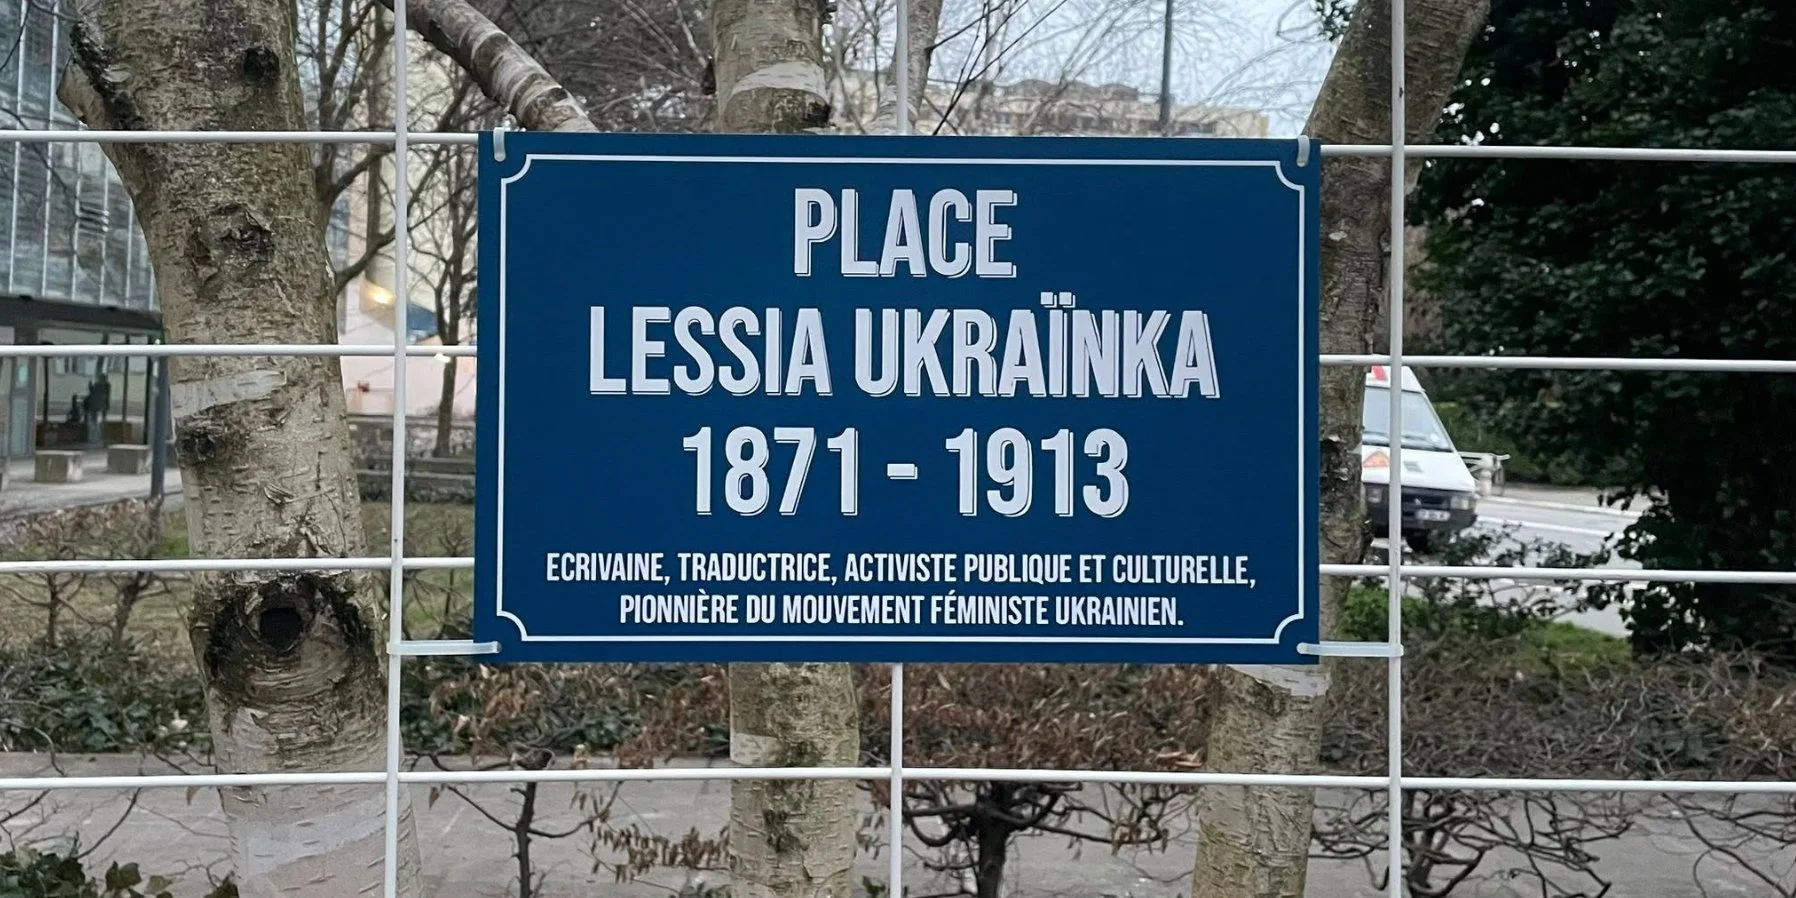 PLACE
LESSIA UKRAÏNKA
1871 - 1913
ECRIVAINE, TRADUCTRICE, ACTIVISTE PUBLIQUE ET CULTURELLE,
PIONNIÈRE DU MOUVEMENT FÉMINISTE UKRAINIEN.